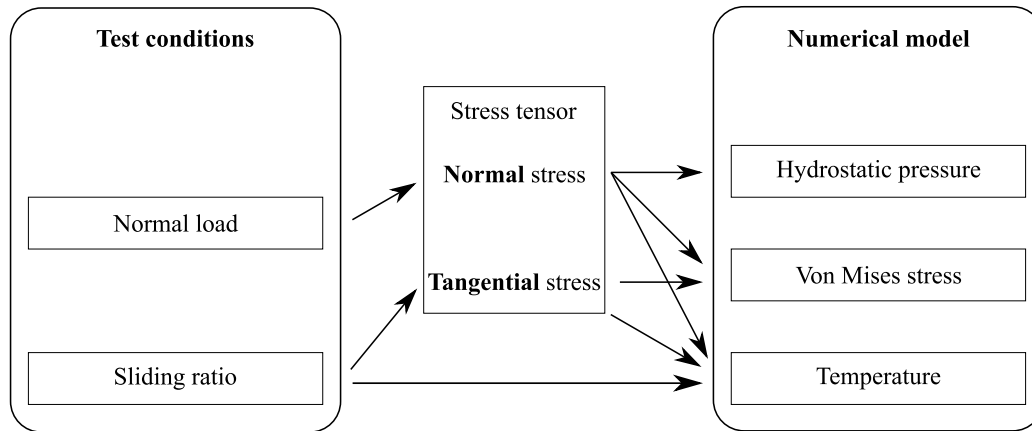 Test conditions
Normal load
Sliding ratio
Stress tensor
Normal stress
Tangential stress
Numerical model
Hydrostatic pressure
Von Mises stress
Temperature